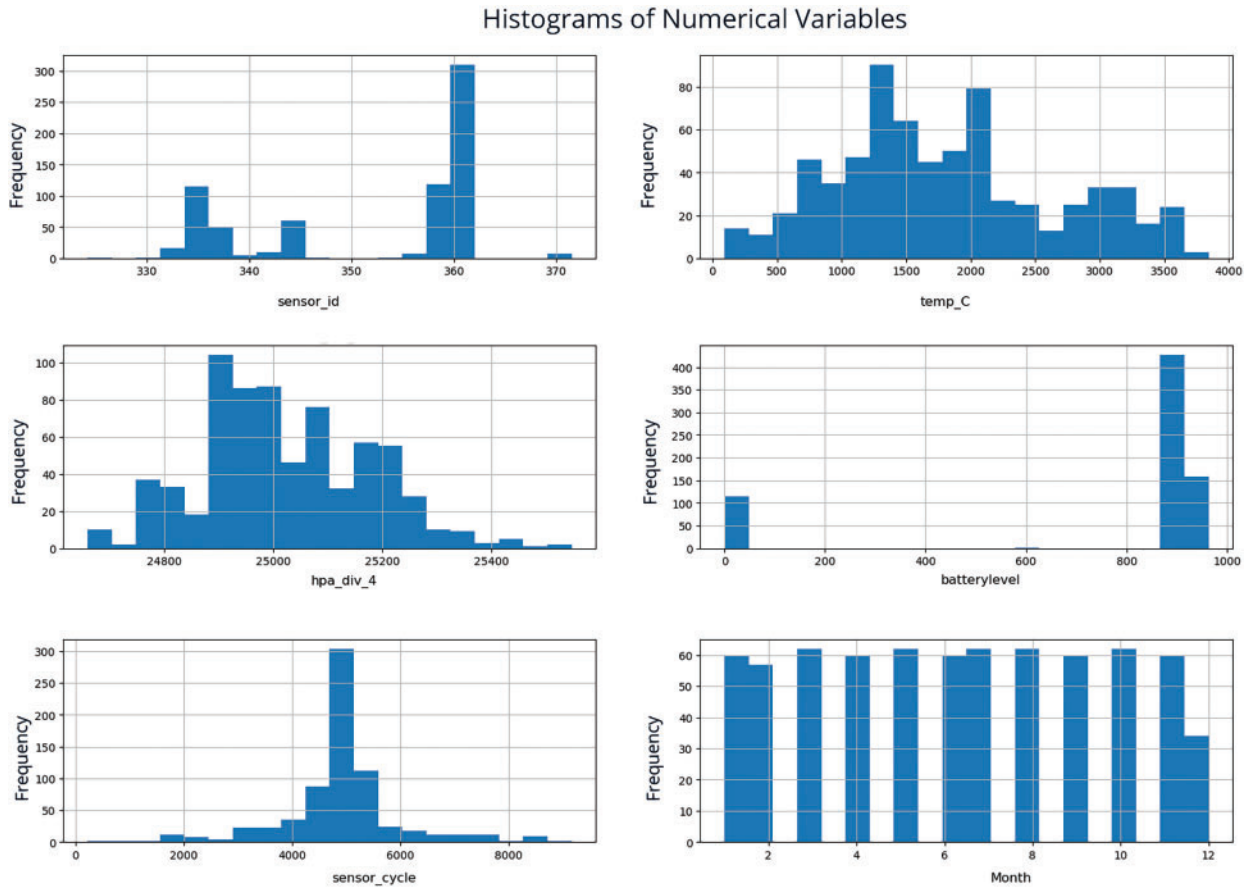 Histograms of Numerical Variables
Frequency
300
250
200
150
100
50
0
330 340 350 360 370
sensor_id
Frequency
80
60
40
20
0
0 500 1000 1500 2000 2500 3000 3500 4000
temp_C
Frequency
100
80
60
40
20
0
24800 25000 25200 25400
hpa_div_4
Frequency
400
350
300
250
200
150
100
50
0
0 200 400 600 800 1000
batterylevel
Frequency
300
250
200
150
100
50
0
0 2000 4000 6000 8000
sensor_cycle
Frequency
60
50
40
30
20
10
0
2 4 6 8 10 12
Month